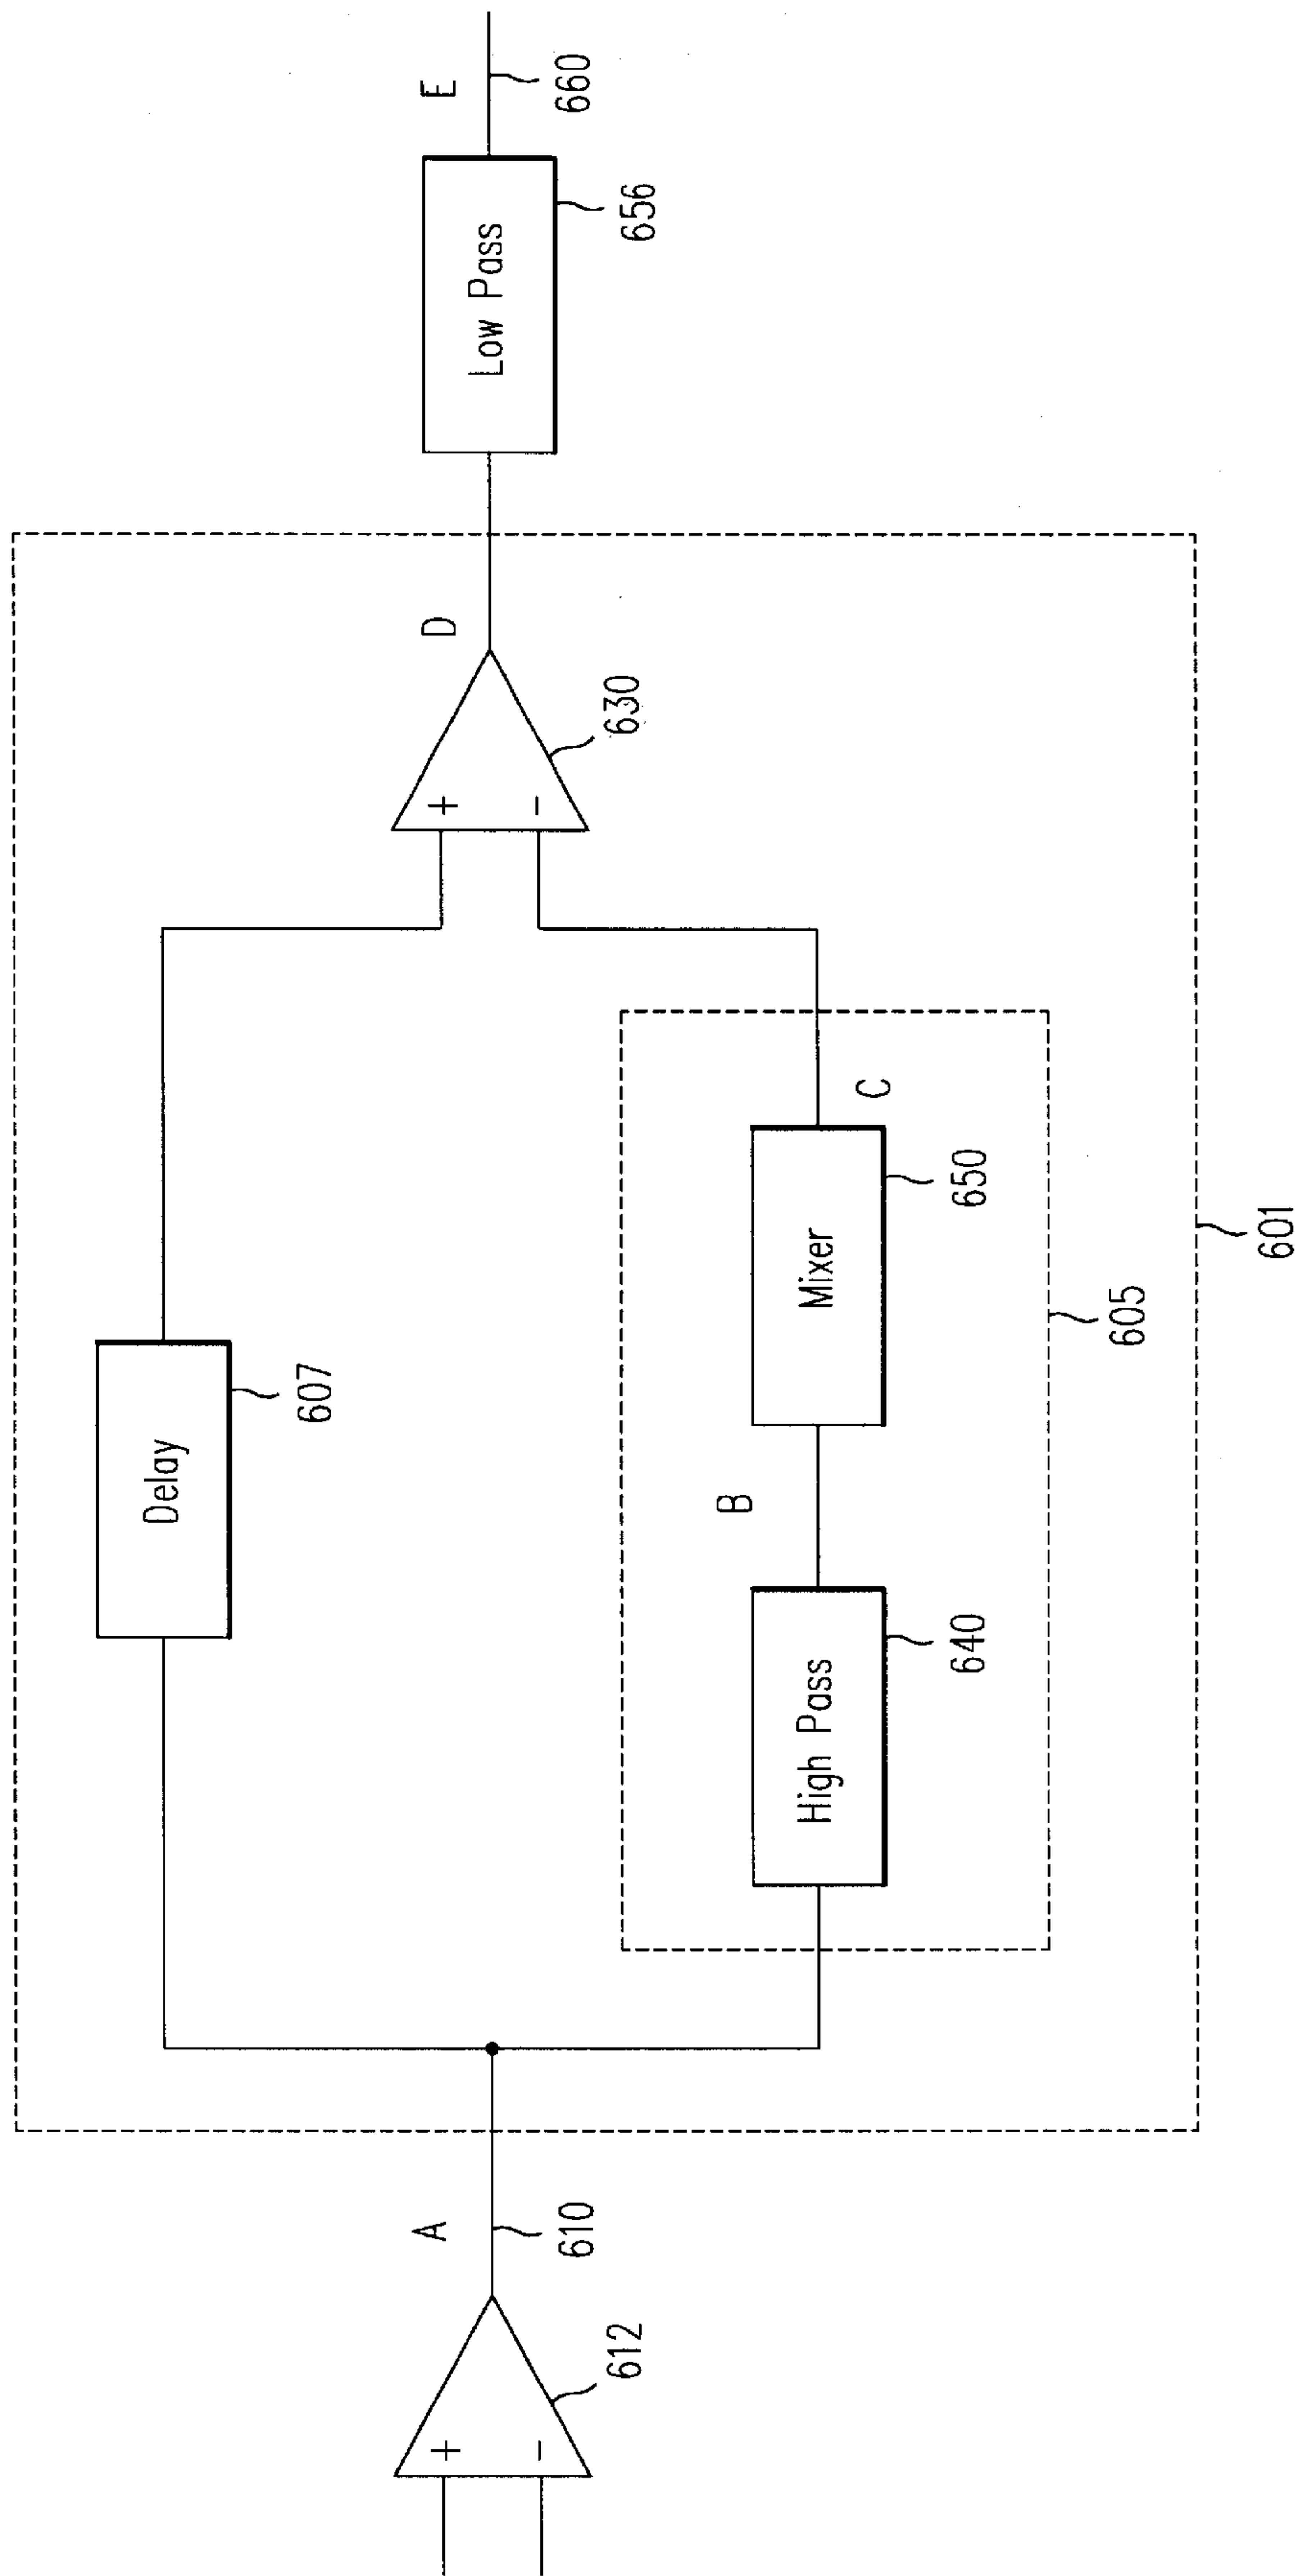 Delay
607
A
610
+
-
612
High Pass
640
B
Mixer
650
C
605
601
+
-
630
D
Low Pass
656
E
660